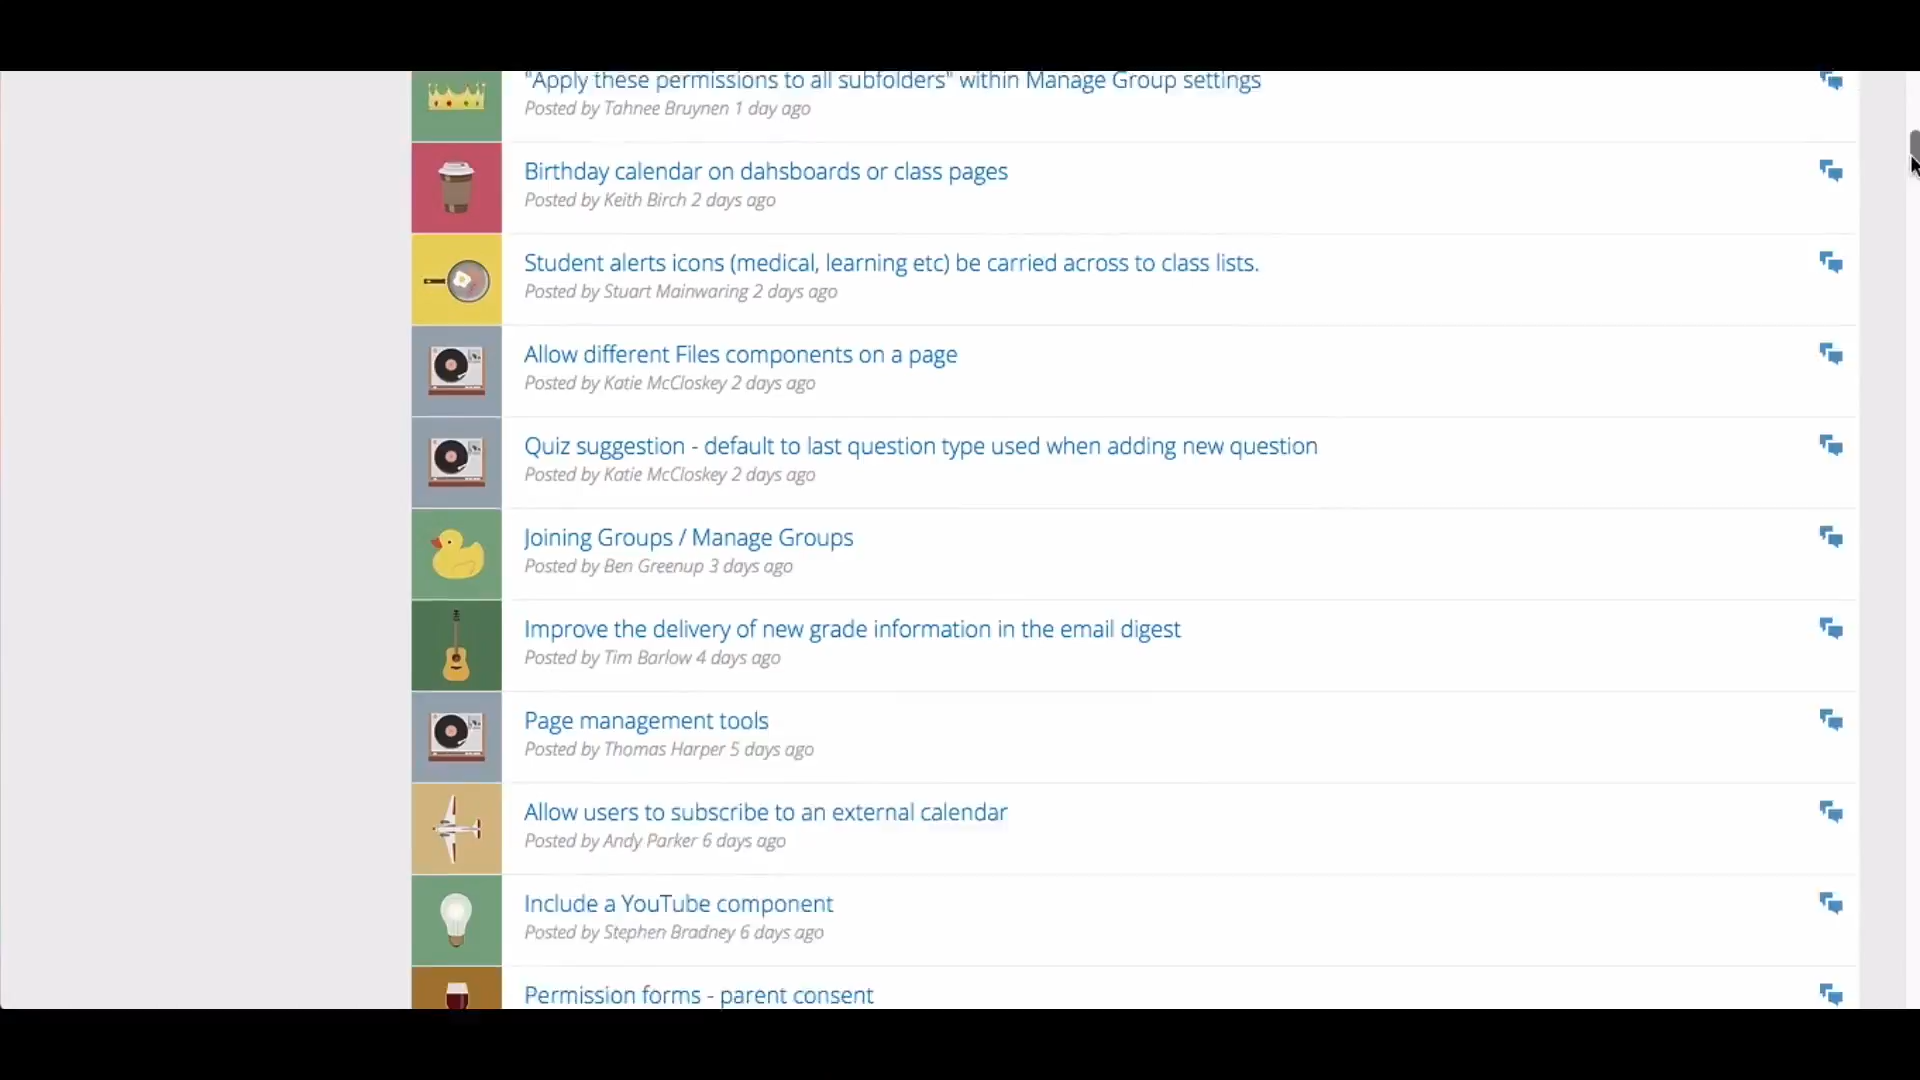 "Apply these permissions to all subfolders" within Manage Group settings
Posted by Tahnee Bruynen 1 day ago
Birthday calendar on dahsboards or class pages
Posted by Keith Birch 2 days ago
Student alerts icons (medical, learning etc) be carried across to class lists.
Posted by Stuart Mainwaring 2 days ago
Allow different Files components on a page
Posted by Katie McCloskey 2 days ago
Quiz suggestion - default to last question type used when adding new question
Posted by Katie McCloskey 2 days ago
Joining Groups / Manage Groups
Posted by Ben Greenup 3 days ago
Improve the delivery of new grade information in the email digest
Posted by Tim Barlow 4 days ago
Page management tools
Posted by Thomas Harper 5 days ago
Allow users to subscribe to an external calendar
Posted by Andy Parker 6 days ago
Include a YouTube component
Posted by Stephen Bradney 6 days ago
Permission forms - parent consent